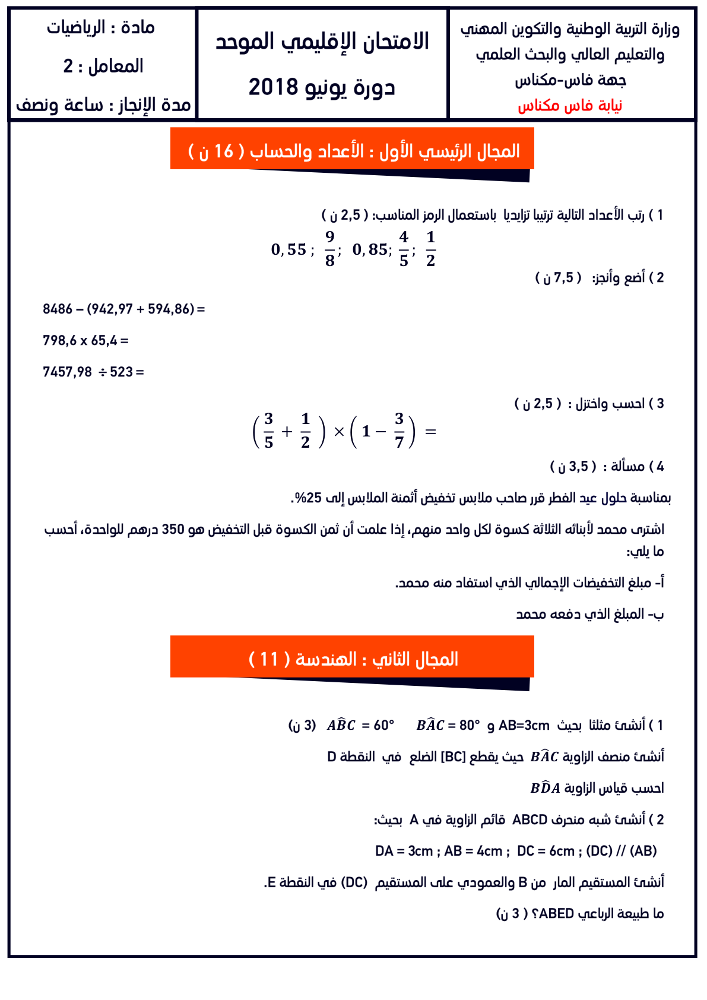 وزارة التربية الوطنية والتكوين المهني
والتعليم العالي والبحث العلمي
جهة فاس-مكناس
نيابة فاس مكناس
الامتحان الإقليمي الموحد
دورة يونيو 2018
مادة : الرياضيات
المعامل : 2
مدة الإنجاز : ساعة ونصف
المجال الرئيسي الأول : الأعداد والحساب ( 16 ن )
1 ) رتب الأعداد التالية ترتيبا تزايديا باستعمال الرمز المناسب: ( 2,5 ن )
0,55 ; 9/8 ; 0,85; 4/5 ; 1/2
2 ) أضع وأنجز: ( 7,5 ن )
8486 – (942,97 + 594,86) =
798,6 x 65,4 =
7457,98 ÷ 523 =
3 ) احسب واختزل : ( 2,5 ن )
( 3/5 + 1/2 ) × ( 1 − 3/7 ) =
4 ) مسألة : ( 3,5 ن )
بمناسبة حلول عيد الفطر قرر صاحب ملابس تخفيض أثمنة الملابس إلى 25%.
اشترى محمد لأبنائه الثلاثة كسوة لكل واحد منهم، إذا علمت أن ثمن الكسوة قبل التخفيض هو 350 درهم للواحدة، أحسب
ما يلي:
أ- مبلغ التخفيضات الإجمالي الذي استفاد منه محمد.
ب- المبلغ الذي دفعه محمد
المجال الثاني : الهندسة ( 11 )
1 ) أنشئ مثلثا بحيث AB=3cm و BÂC = 80° AB̂C = 60° (3 ن)
أنشئ منصف الزاوية BÂC حيث يقطع [BC] الضلع في النقطة D
احسب قياس الزاوية BD̂A
2 ) أنشئ شبه منحرف ABCD قائم الزاوية في A بحيث:
DA = 3cm ; AB = 4cm ; DC = 6cm ; (DC) // (AB)
أنشئ المستقيم المار من B والعمودي على المستقيم (DC) في النقطة E.
ما طبيعة الرباعي ABED؟ ( 3 ن)